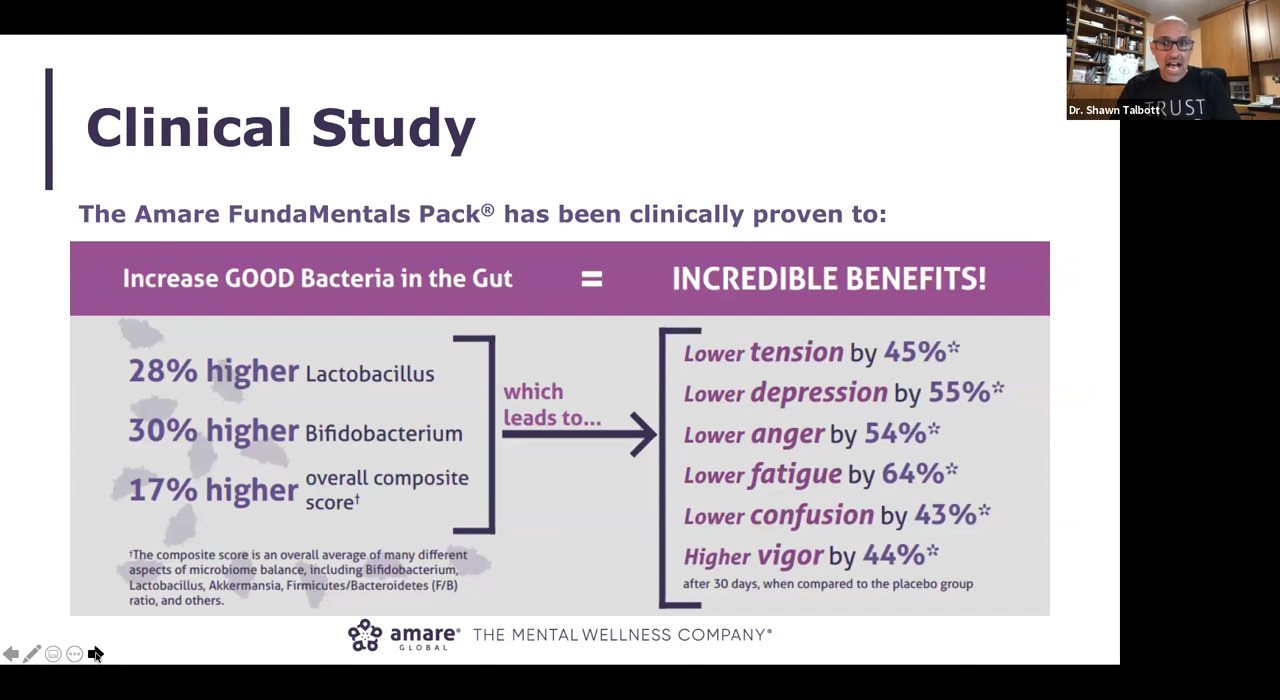 Clinical Study
The Amare FundaMentals Pack® has been clinically proven to:
Increase GOOD Bacteria in the Gut = INCREDIBLE BENEFITS!
28% higher Lactobacillus
30% higher Bifidobacterium
17% higher overall composite
score†
†The composite score is an overall average of many different
aspects of microbiome balance, including Bifidobacterium,
Lactobacillus, Akkermansia, Firmicutes/Bacteroidetes (F/B)
ratio, and others.
which
leads to...
Lower tension by 45%☆
Lower depression by 55%☆
Lower anger by 54%☆
Lower fatigue by 64%☆
Lower confusion by 43%☆
Higher vigor by 44%☆
after 30 days, when compared to the placebo group
amare® THE MENTAL WELLNESS COMPANY®
GLOBAL
Dr. Shawn Talbott
TRUST